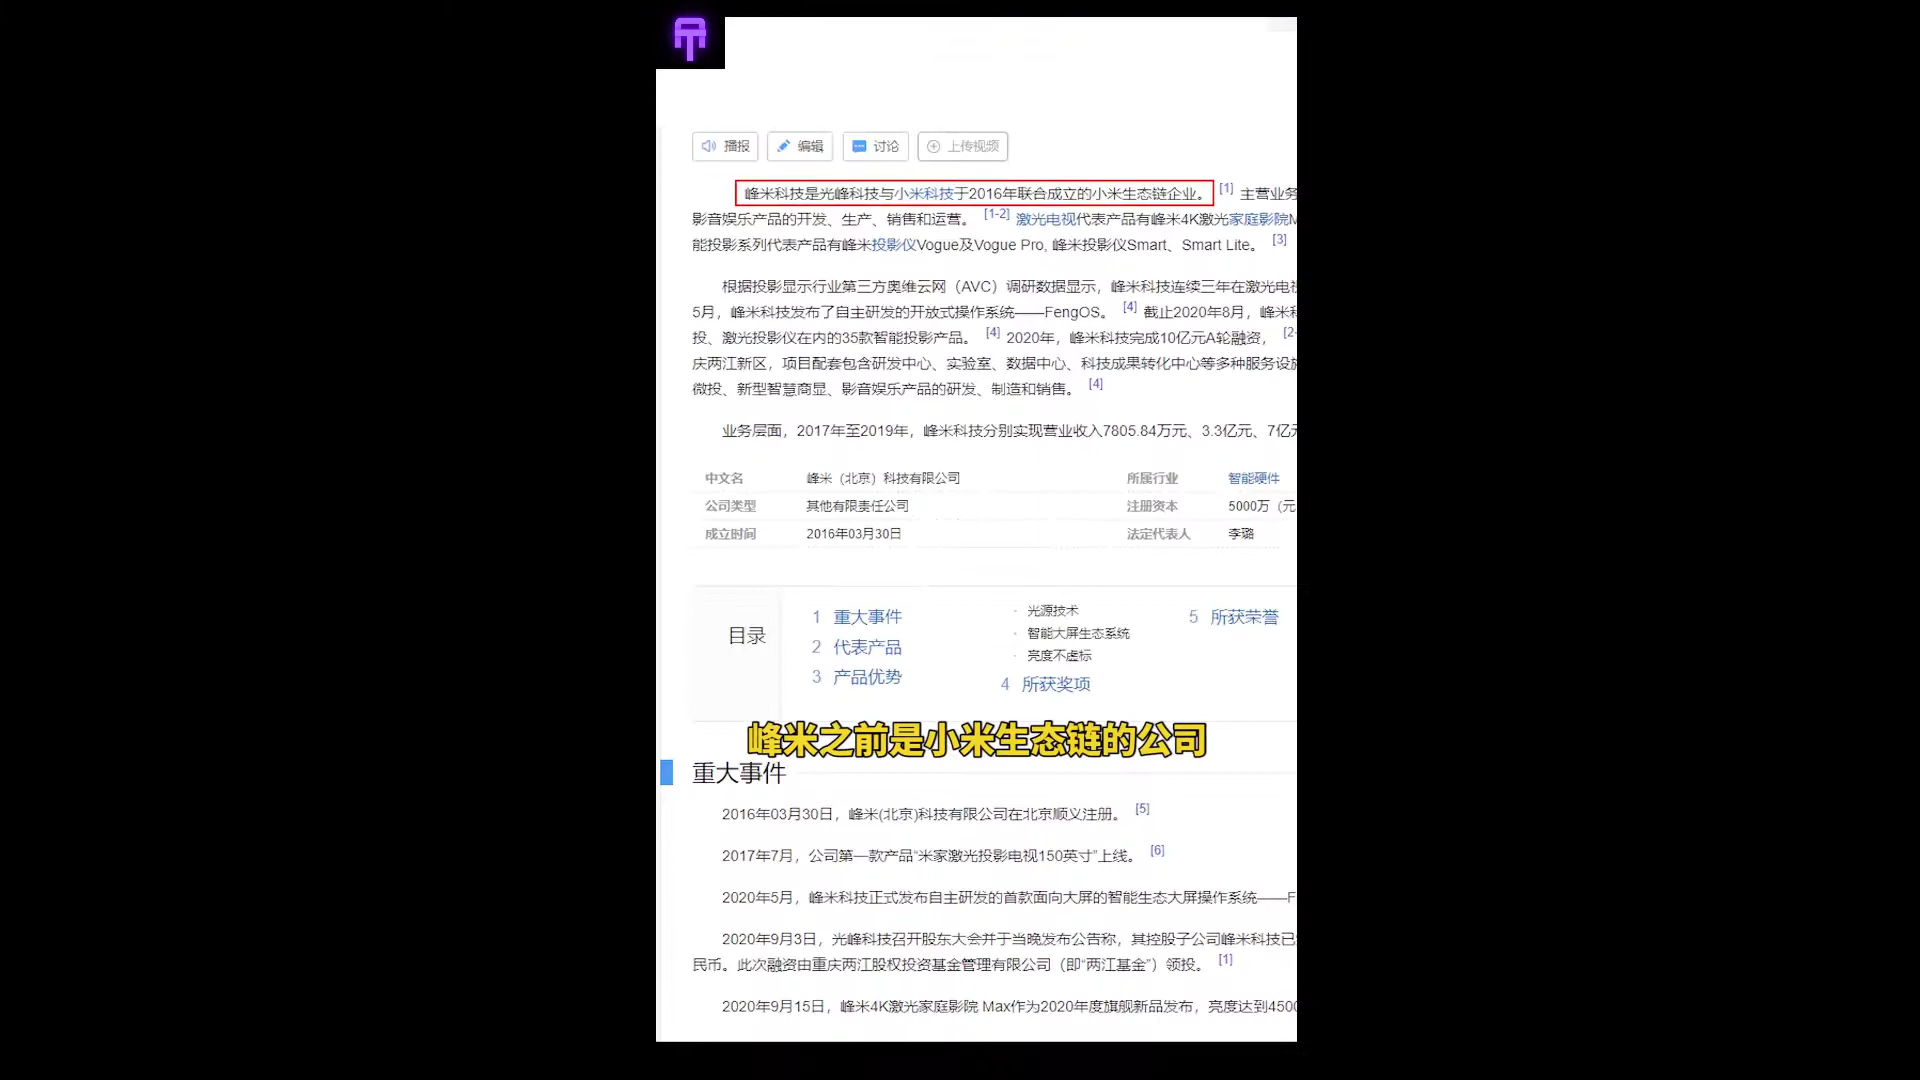 播报 编辑 讨论 上传视频
峰米科技是光峰科技与小米科技于2016年联合成立的小米生态链企业。 [1] 主营业务
影音娱乐产品的开发、生产、销售和运营。 [1-2] 激光电视代表产品有峰米4K激光家庭影院M
能投影系列代表产品有峰米投影仪Vogue及Vogue Pro, 峰米投影仪Smart、Smart Lite。 [3]
根据投影显示行业第三方奥维云网（AVC）调研数据显示，峰米科技连续三年在激光电视
5月，峰米科技发布了自主研发的开放式操作系统——FengOS。 [4] 截止2020年8月，峰米科
投、激光投影仪在内的35款智能投影产品。 [4] 2020年，峰米科技完成10亿元A轮融资， [2-
庆两江新区，项目配套包含研发中心、实验室、数据中心、科技成果转化中心等多种服务设施
微投、新型智慧商显、影音娱乐产品的研发、制造和销售。 [4]
业务层面，2017年至2019年，峰米科技分别实现营业收入7805.84万元、3.3亿元、7亿元
中文名 峰米（北京）科技有限公司 所属行业 智能硬件
公司类型 其他有限责任公司 注册资本 5000万（元
成立时间 2016年03月30日 法定代表人 李璐
目录
1 重大事件
2 代表产品
3 产品优势
· 光源技术
· 智能大屏生态系统
· 亮度不虚标
4 所获奖项
5 所获荣誉
峰米之前是小米生态链的公司
重大事件
2016年03月30日，峰米(北京)科技有限公司在北京顺义注册。 [5]
2017年7月，公司第一款产品“米家激光投影电视150英寸”上线。 [6]
2020年5月，峰米科技正式发布自主研发的首款面向大屏的智能生态大屏操作系统——F
2020年9月3日，光峰科技召开股东大会并于当晚发布公告称，其控股子公司峰米科技已
民币。此次融资由重庆两江股权投资基金管理有限公司（即“两江基金”）领投。 [1]
2020年9月15日，峰米4K激光家庭影院 Max作为2020年度旗舰新品发布，亮度达到4500